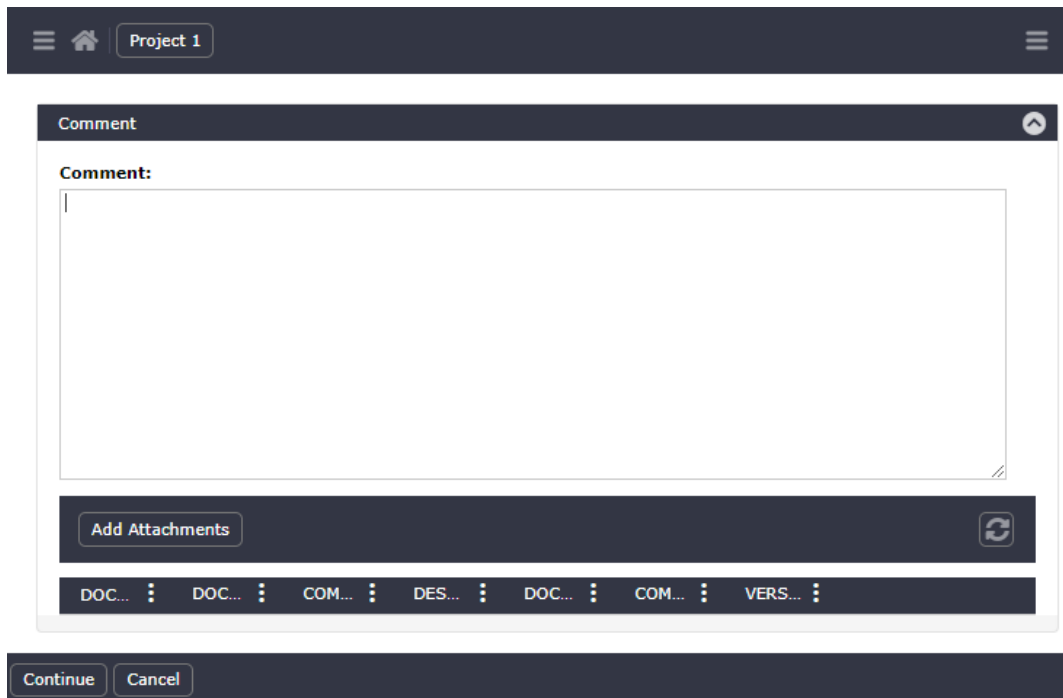 Project 1
Comment
Comment:
Add Attachments
DOC... DOC... COM... DES... DOC... COM... VERS...
Continue Cancel